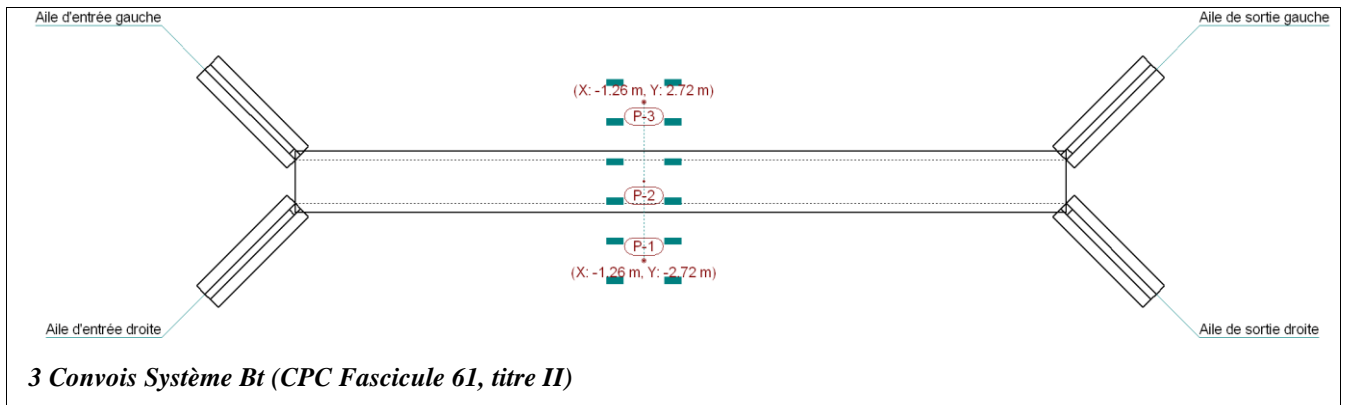 Aile d'entrée gauche
Aile de sortie gauche
(X: -1.26 m, Y: 2.72 m)
P-3
P-2
P-1
(X: -1.26 m, Y: -2.72 m)
Aile d'entrée droite
Aile de sortie droite
3 Convois Système Bt (CPC Fascicule 61, titre II)